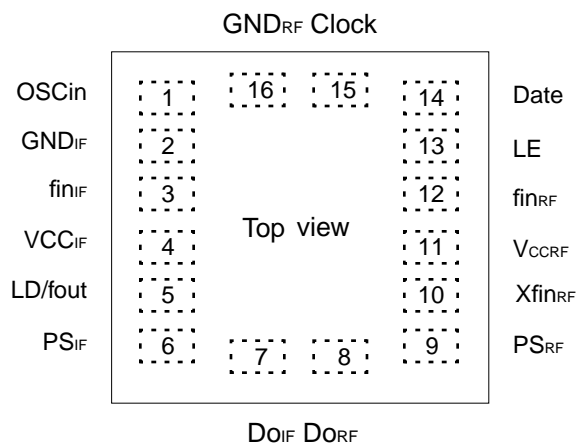 GNDRF Clock
OSCin 1 16 15 14 Date
GNDIF 2 13 LE
finIF 3 12 finRF
VCCIF 4 Top view 11 VCCRF
LD/fout 5 10 XfinRF
PSIF 6 7 8 9 PSRF
DoIF DoRF